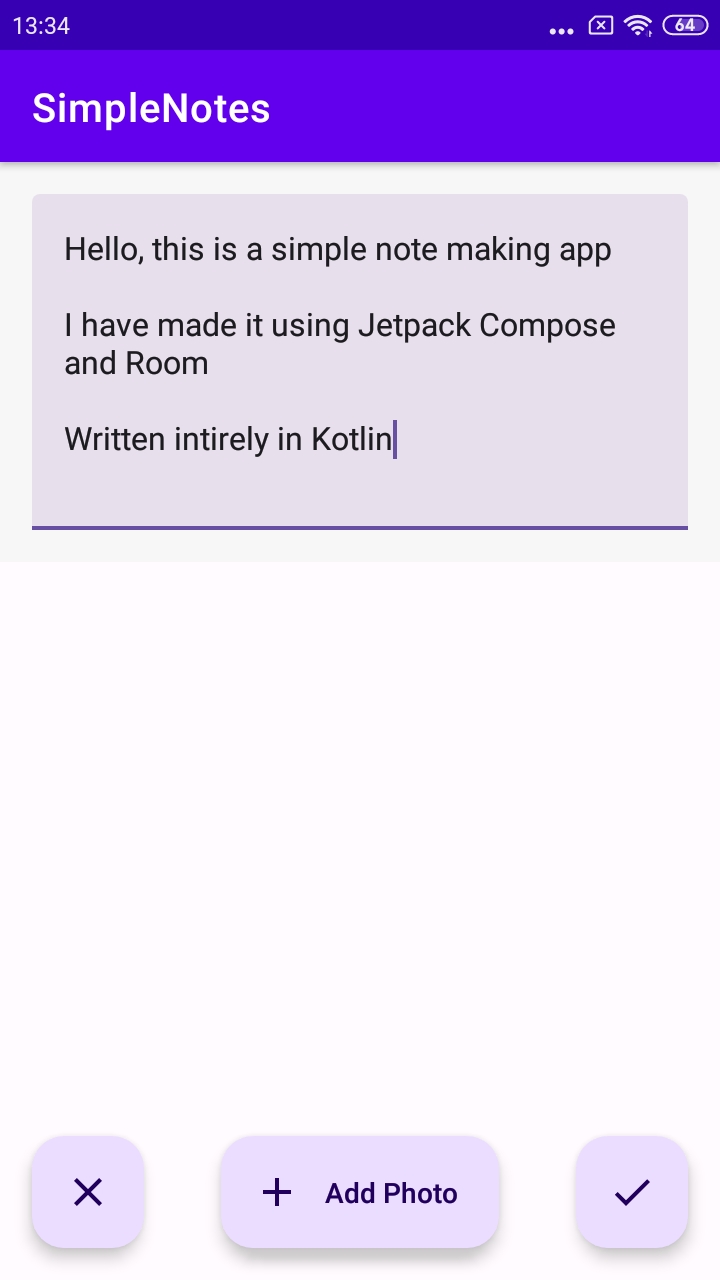 13:34
64
SimpleNotes
Hello, this is a simple note making app
I have made it using Jetpack Compose
and Room
Written intirely in Kotlin
Add Photo